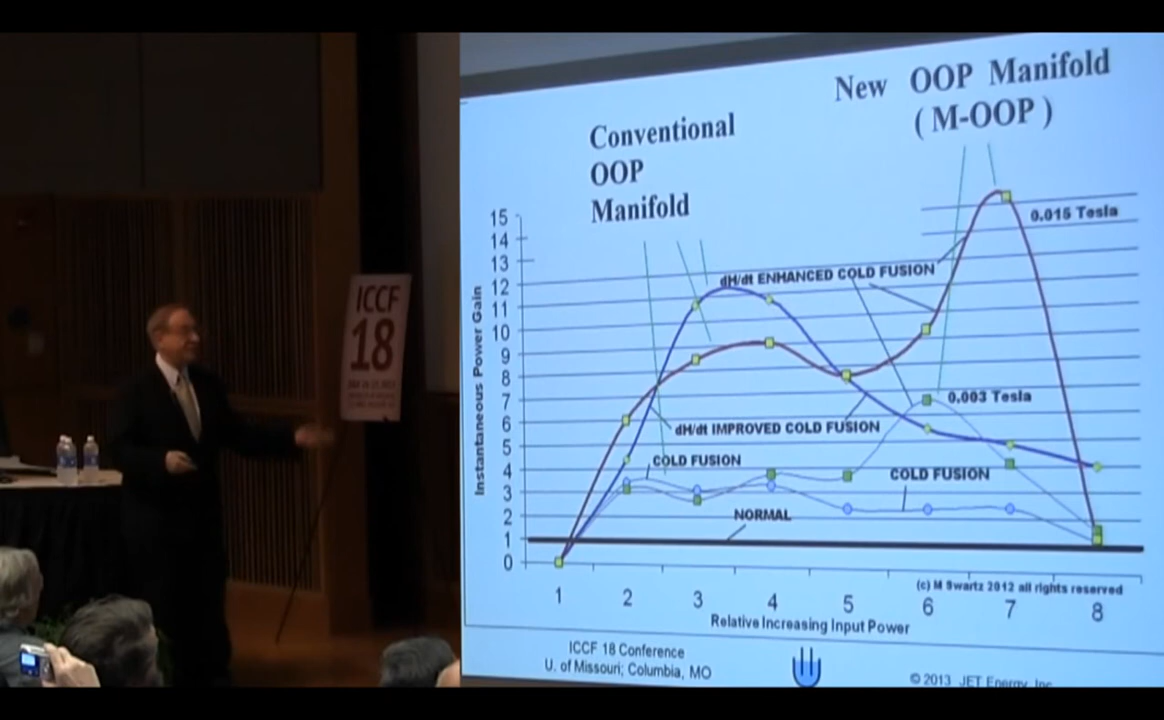 ICCF
18
New OOP Manifold
( M-OOP )
Conventional
OOP
Manifold
15
14
13
12
11
10
9
8
7
6
5
4
3
2
1
0
Instantaneous Power Gain
0.015 Tesla
dH/dt ENHANCED COLD FUSION
0.003 Tesla
dH/dt IMPROVED COLD FUSION
COLD FUSION
COLD FUSION
NORMAL
(c) M Swartz 2012 all rights reserved
1 2 3 4 5 6 7 8
Relative Increasing Input Power
ICCF 18 Conference
U. of Missouri; Columbia, MO
© 2013 JET Energy, Inc